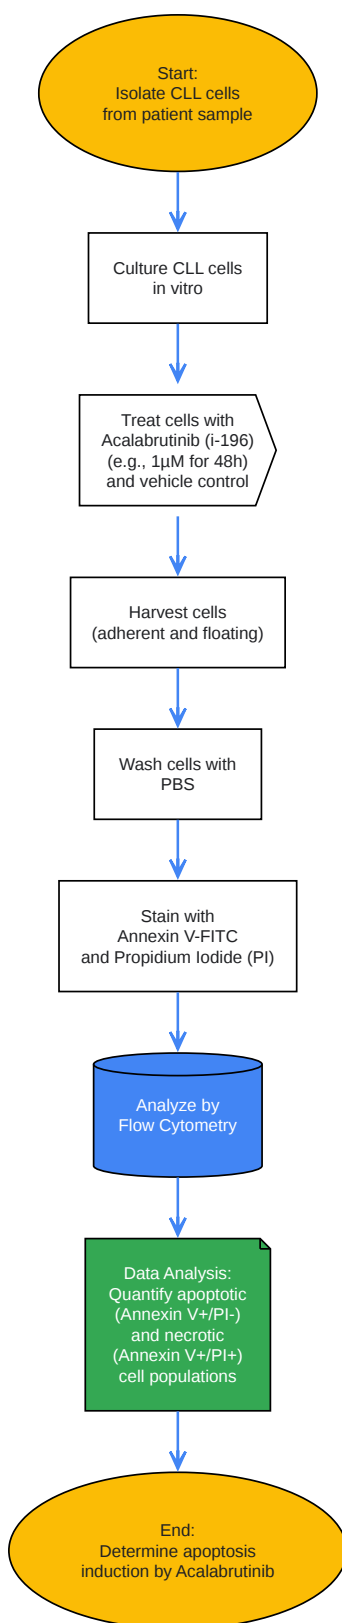 Start:
Isolate CLL cells
from patient sample
Culture CLL cells
in vitro
Treat cells with
Acalabrutinib (i-196)
(e.g., 1µM for 48h)
and vehicle control
Harvest cells
(adherent and floating)
Wash cells with
PBS
Stain with
Annexin V-FITC
and Propidium Iodide (PI)
Analyze by
Flow Cytometry
Data Analysis:
Quantify apoptotic
(Annexin V+/PI-)
and necrotic
(Annexin V+/PI+)
cell populations
End:
Determine apoptosis
induction by Acalabrutinib